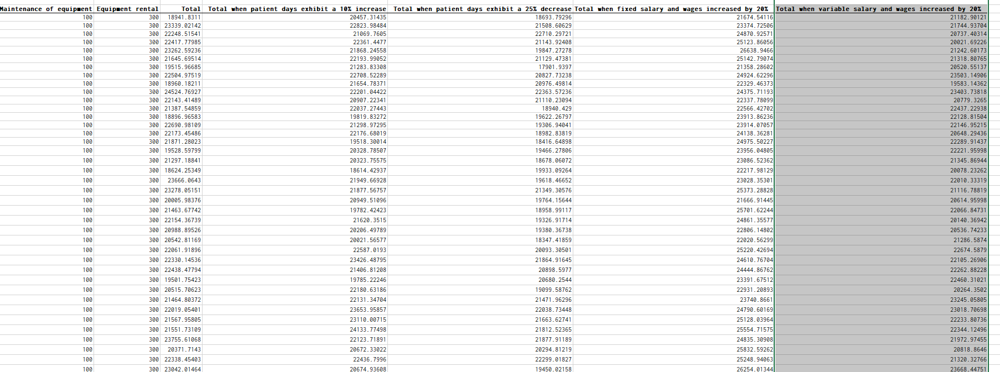 Maintenance of equipment Equipment rental Total Total when patient days exhibit a 10% increase Total when patient days exhibit a 25% decrease Total when fixed salary and wages increased by 20% Total when variable salary and wages increased by 20%
100 300 18941.8311 20457.31435 18693.79296 21674.54116 21182.90121
100 300 23339.02142 22823.98484 21508.60629 23374.72506 21744.93704
100 300 22248.51541 21069.7605 22710.29721 24870.92571 20737.40314
100 300 22417.77985 22361.4477 21143.92408 25123.86056 20021.69226
100 300 23262.59236 21868.24558 19847.27278 26638.9466 21242.60173
100 300 21645.69514 22193.99052 21129.47381 25142.79074 21318.80765
100 300 19515.96685 21283.83308 17901.9397 21358.28602 20520.55137
100 300 22504.97519 22708.52289 20827.73238 24924.62296 23503.14906
100 300 18960.18211 21654.78371 20976.49814 22329.46373 19583.14362
100 300 24524.76927 22201.04422 22363.57236 24375.71193 23403.73818
100 300 22143.41489 20907.22341 21110.23094 22337.78099 20779.3265
100 300 21387.54859 22037.27443 18940.429 22566.42702 22437.22938
100 300 18896.96583 19819.83272 19622.26797 23913.86236 22128.81504
100 300 22690.98109 21298.97295 19306.94041 23914.07057 22146.95215
100 300 22173.45486 22176.68019 18982.83819 24138.36281 20648.29436
100 300 21871.28023 19518.30014 18416.64898 24975.50227 22289.91437
100 300 19528.59799 20328.78507 19466.27806 23956.04805 22221.95998
100 300 21297.18841 20323.75575 18678.06072 23086.52362 21345.86944
100 300 18624.25349 18614.42937 19933.09264 22217.98129 20078.23262
100 300 23666.0643 21949.66928 19618.46652 23028.35301 22010.33319
100 300 23278.05151 21877.56757 21349.30576 25373.28828 21116.78819
100 300 20005.98376 20949.51096 19764.15644 21666.91445 20614.95998
100 300 21463.67742 19782.42423 18958.99117 25701.62244 22066.84731
100 300 22154.36739 21620.3515 19326.91714 24861.35577 20140.36942
100 300 20988.89526 20206.49789 19380.36738 22806.14802 20536.74233
100 300 20542.81169 20021.56577 18347.41859 22020.56299 21286.5874
100 300 22061.91896 22587.0193 20093.30501 25220.42694 22674.5879
100 300 22330.14536 23426.48795 21864.91645 24610.76704 22105.26906
100 300 22438.47794 21406.81208 20898.5977 24444.86762 22262.88228
100 300 19501.75423 19785.22246 20680.2544 23391.67512 22460.31021
100 300 20515.70623 22180.63186 19099.58762 22931.20893 20264.3502
100 300 21464.80372 22131.34704 21471.96296 23740.8661 23245.05805
100 300 22019.05401 23653.95857 22038.73448 24790.60169 23018.70698
100 300 21567.95805 23110.00715 21663.62741 25128.03964 22233.80736
100 300 21551.73109 24133.77498 21812.52365 25554.71575 22344.12496
100 300 23755.61068 22123.71891 21877.91189 24835.30908 21972.97455
100 300 20371.7143 20672.33022 20294.81219 25832.59262 20818.8646
100 300 22338.45403 22436.7996 22299.01827 25248.94063 21320.32766
100 300 23042.01464 20674.93608 19450.02158 26254.01344 23668.44751